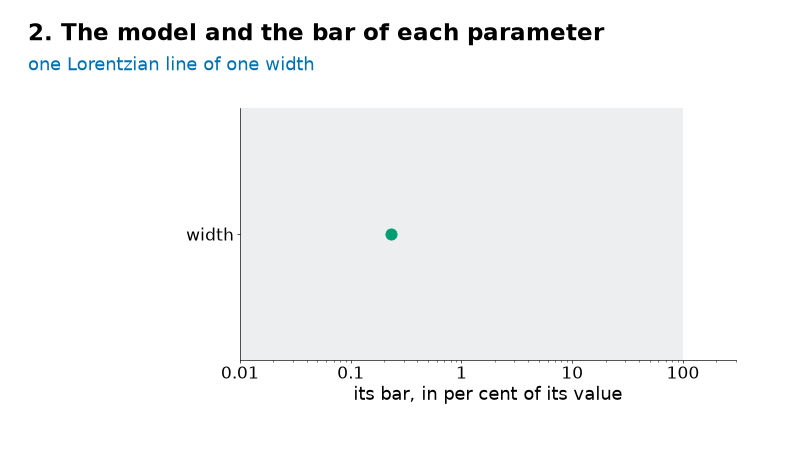 2. The model and the bar of each parameter
one Lorentzian line of one width
width
0.01 0.1 1 10 100
its bar, in per cent of its value